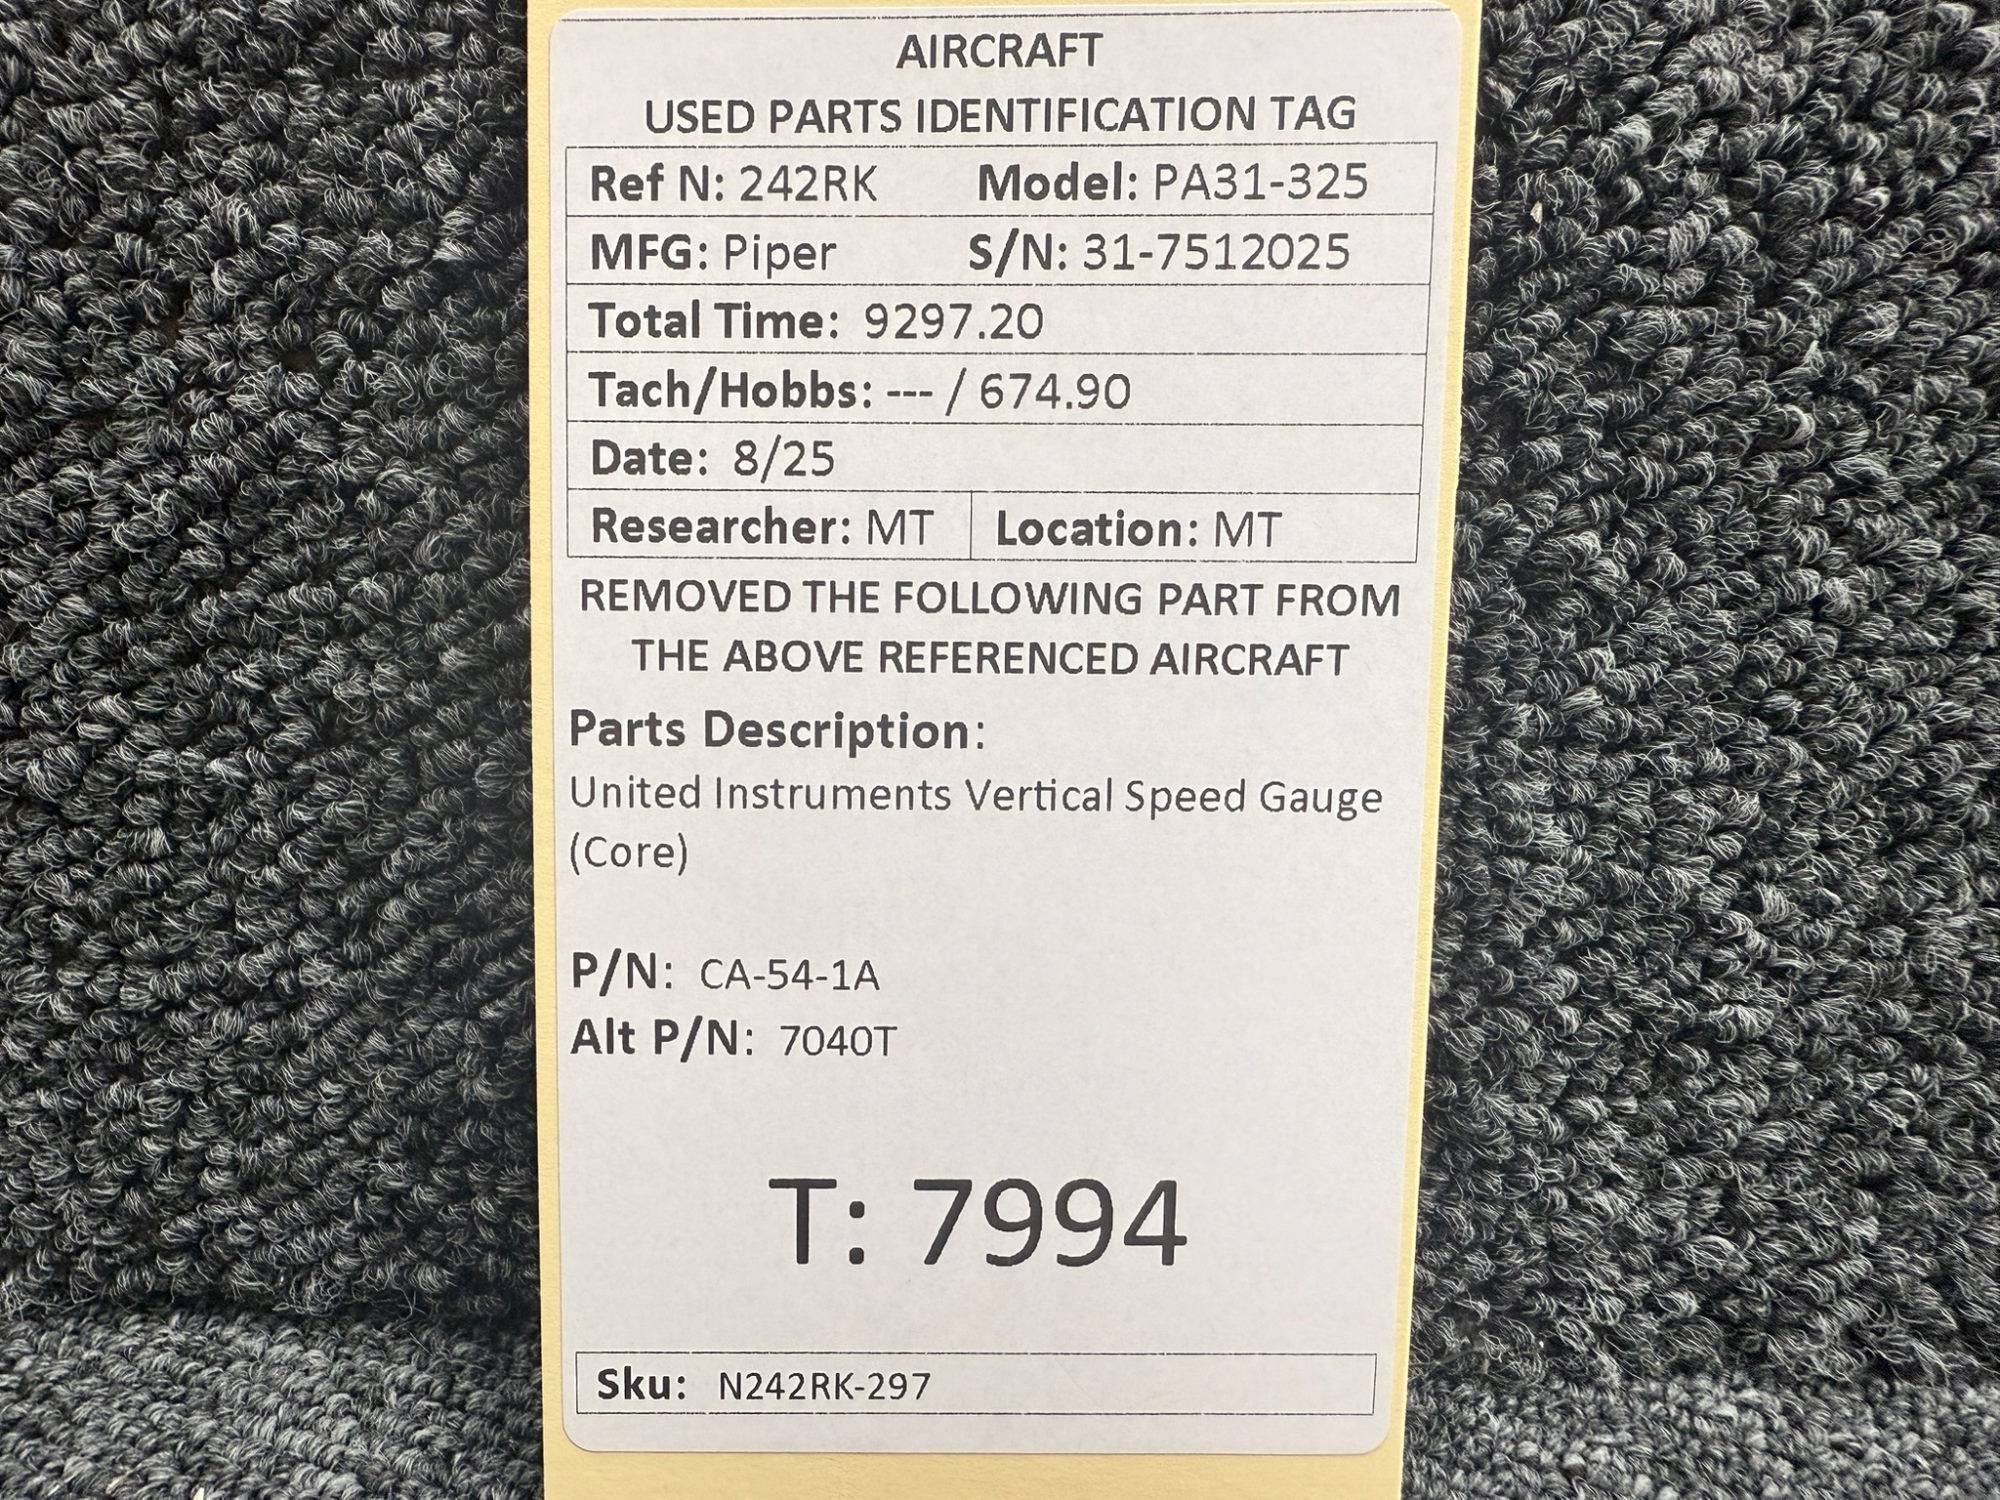 AIRCRAFT
USED PARTS IDENTIFICATION TAG
Ref N: 242RK Model: PA31-325
MFG: Piper S/N: 31-7512025
Total Time: 9297.20
Tach/Hobbs: --- / 674.90
Date: 8/25
Researcher: MT Location: MT
REMOVED THE FOLLOWING PART FROM
THE ABOVE REFERENCED AIRCRAFT
Parts Description:
United Instruments Vertical Speed Gauge
(Core)
P/N: CA-54-1A
Alt P/N: 7040T
T: 7994
Sku: N242RK-297